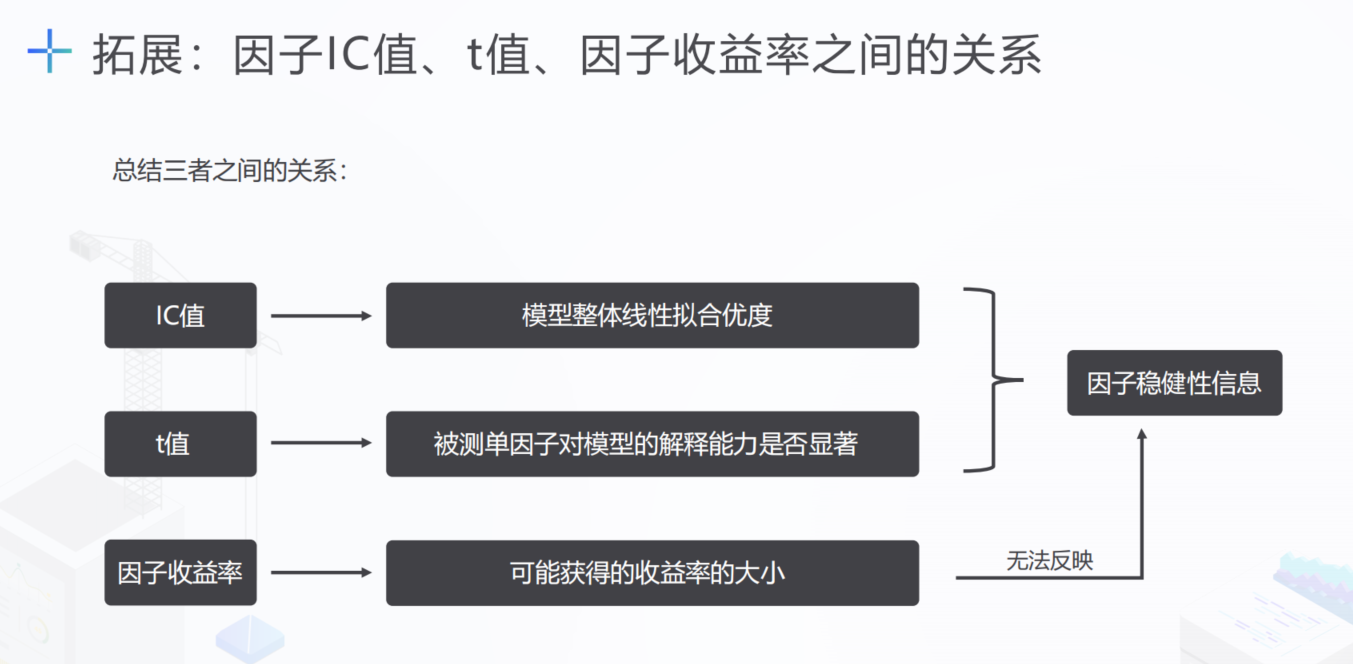 拓展：因子IC值、t值、因子收益率之间的关系
总结三者之间的关系：
IC值
模型整体线性拟合优度
因子稳健性信息
t值
被测单因子对模型的解释能力是否显著
因子收益率
可能获得的收益率的大小
无法反映